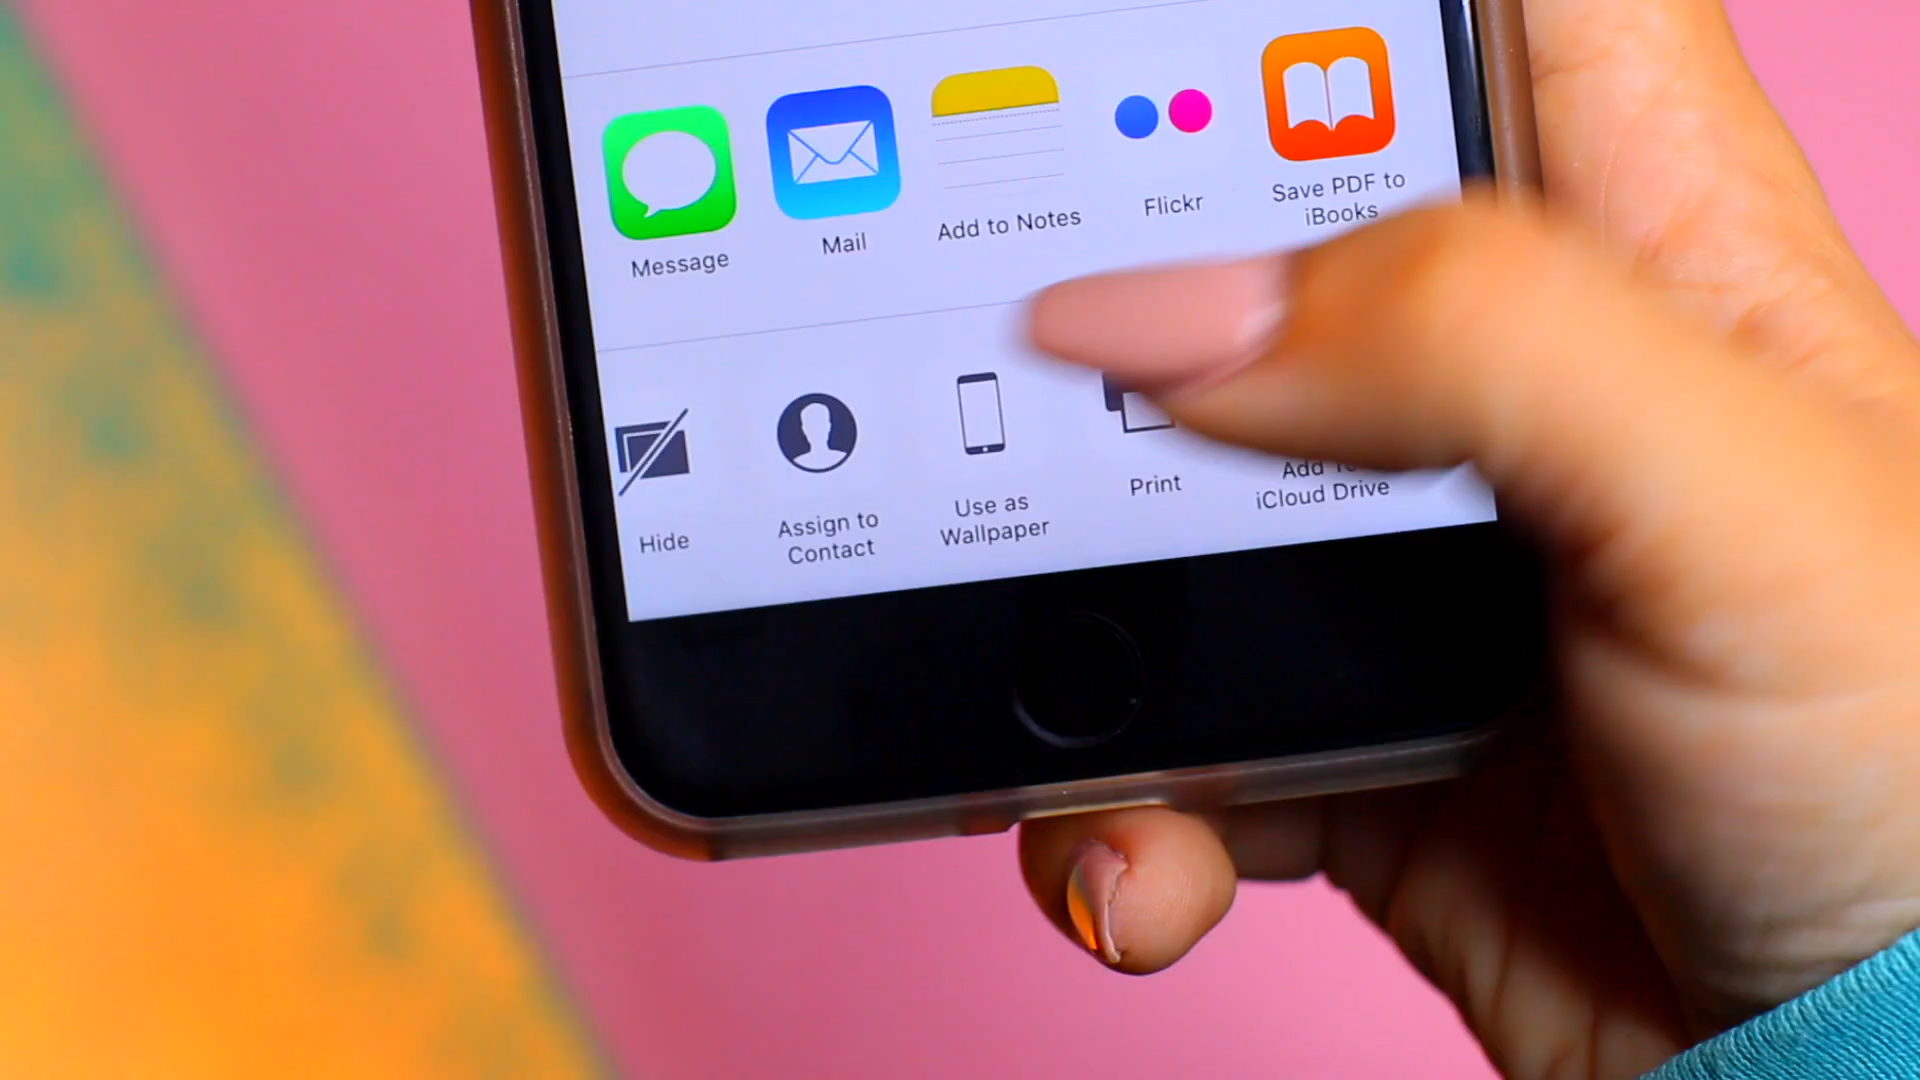 Message
Mail
Add to Notes
Flickr
Save PDF to
iBooks
Hide
Assign to
Contact
Use as
Wallpaper
Print
Add
iCloud Drive